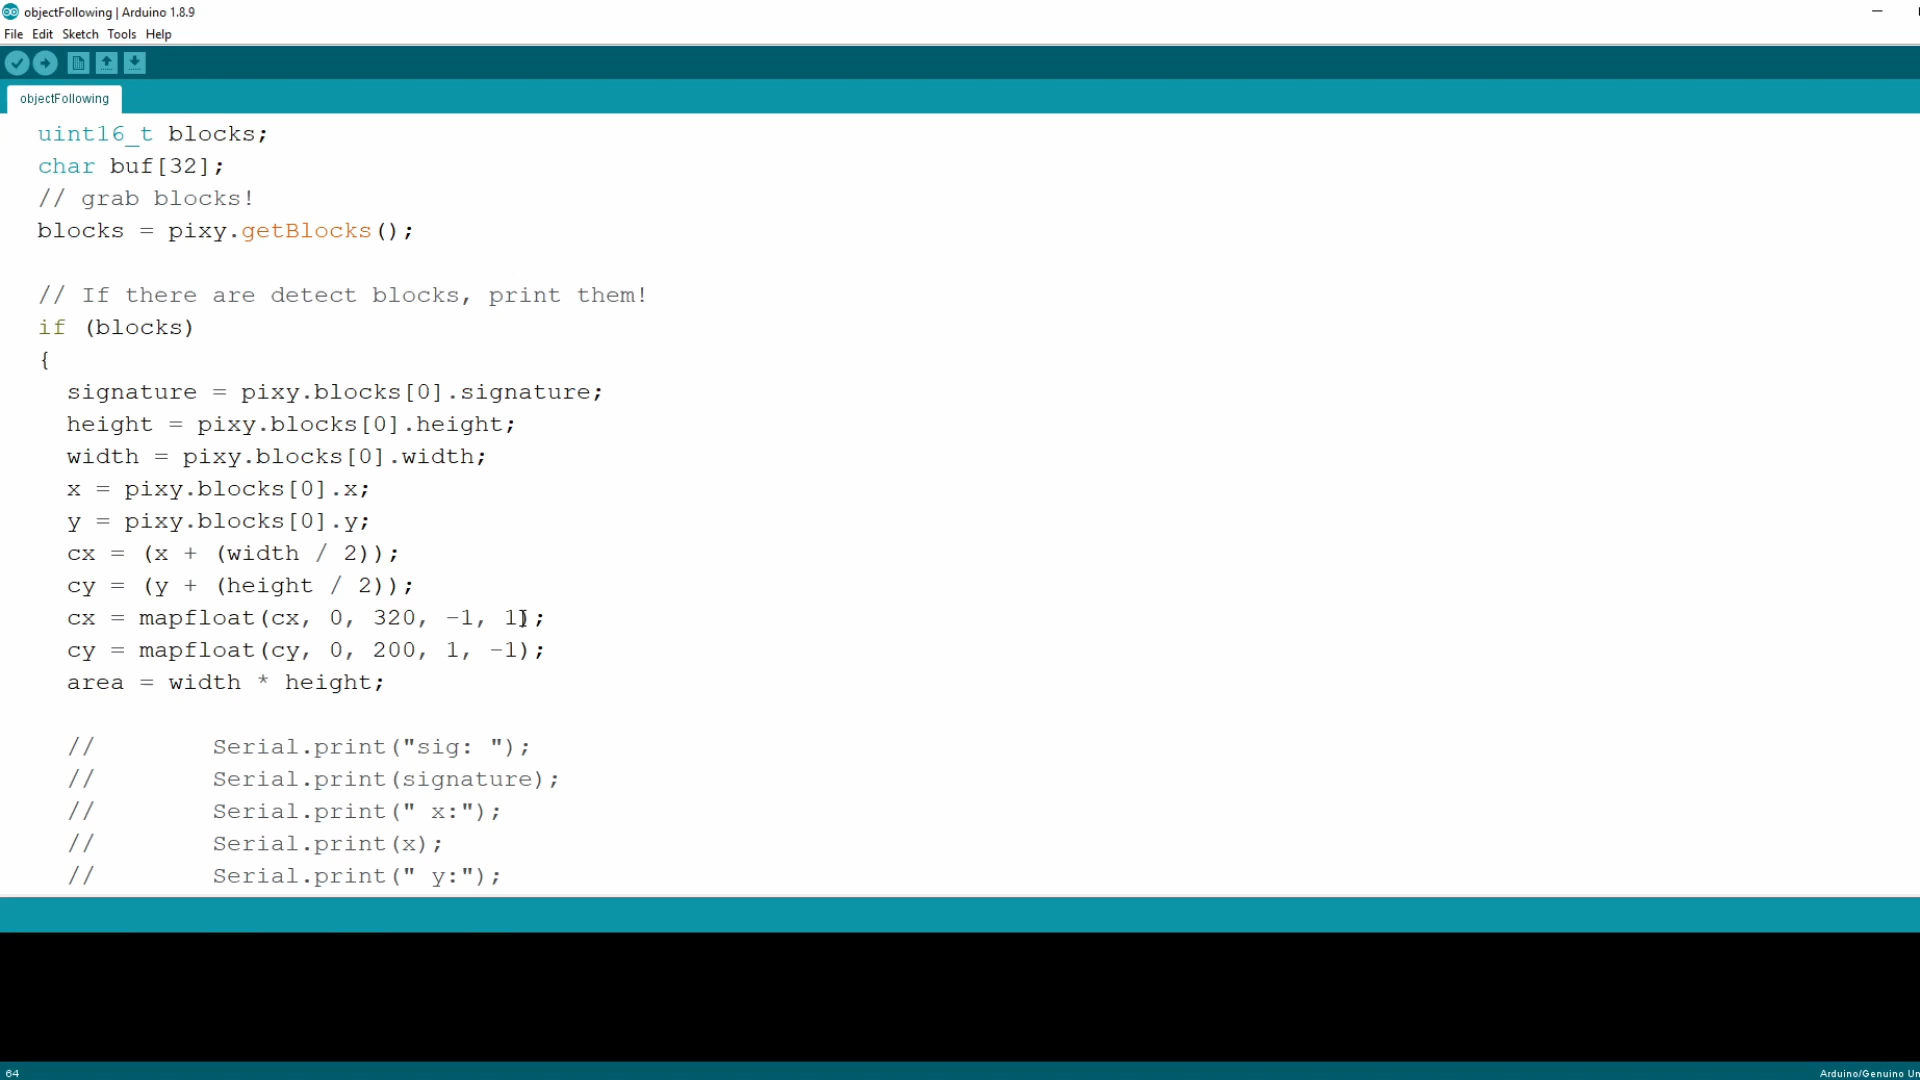 objectFollowing | Arduino 1.8.9
File Edit Sketch Tools Help
objectFollowing
uint16_t blocks;
char buf[32];
// grab blocks!
blocks = pixy.getBlocks();
// If there are detect blocks, print them!
if (blocks)
{
signature = pixy.blocks[0].signature;
height = pixy.blocks[0].height;
width = pixy.blocks[0].width;
x = pixy.blocks[0].x;
y = pixy.blocks[0].y;
cx = (x + (width / 2));
cy = (y + (height / 2));
cx = mapfloat(cx, 0, 320, -1, 1);
cy = mapfloat(cy, 0, 200, 1, -1);
area = width * height;
// Serial.print("sig: ");
// Serial.print(signature);
// Serial.print(" x:");
// Serial.print(x);
// Serial.print(" y:");
64
Arduino/Genuino Un